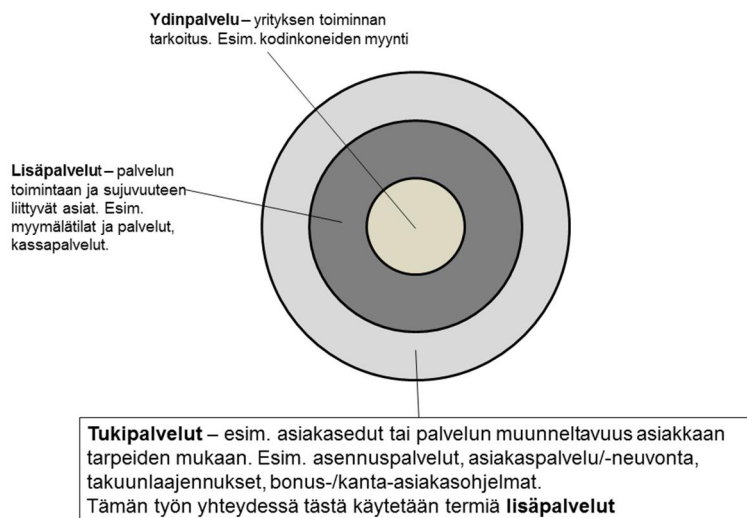 Ydinpalvelu – yrityksen toiminnan
tarkoitus. Esim. kodinkoneiden myynti
Lisäpalvelut – palvelun
toimintaan ja sujuvuuteen
liittyvät asiat. Esim.
myymälätilat ja palvelut,
kassapalvelut.
Tukipalvelut – esim. asiakasedut tai palvelun muunneltavuus asiakkaan
tarpeiden mukaan. Esim. asennuspalvelut, asiakaspalvelu/-neuvonta,
takuunlaajennukset, bonus-/kanta-asiakasohjelmat.
Tämän työn yhteydessä tästä käytetään termiä lisäpalvelut